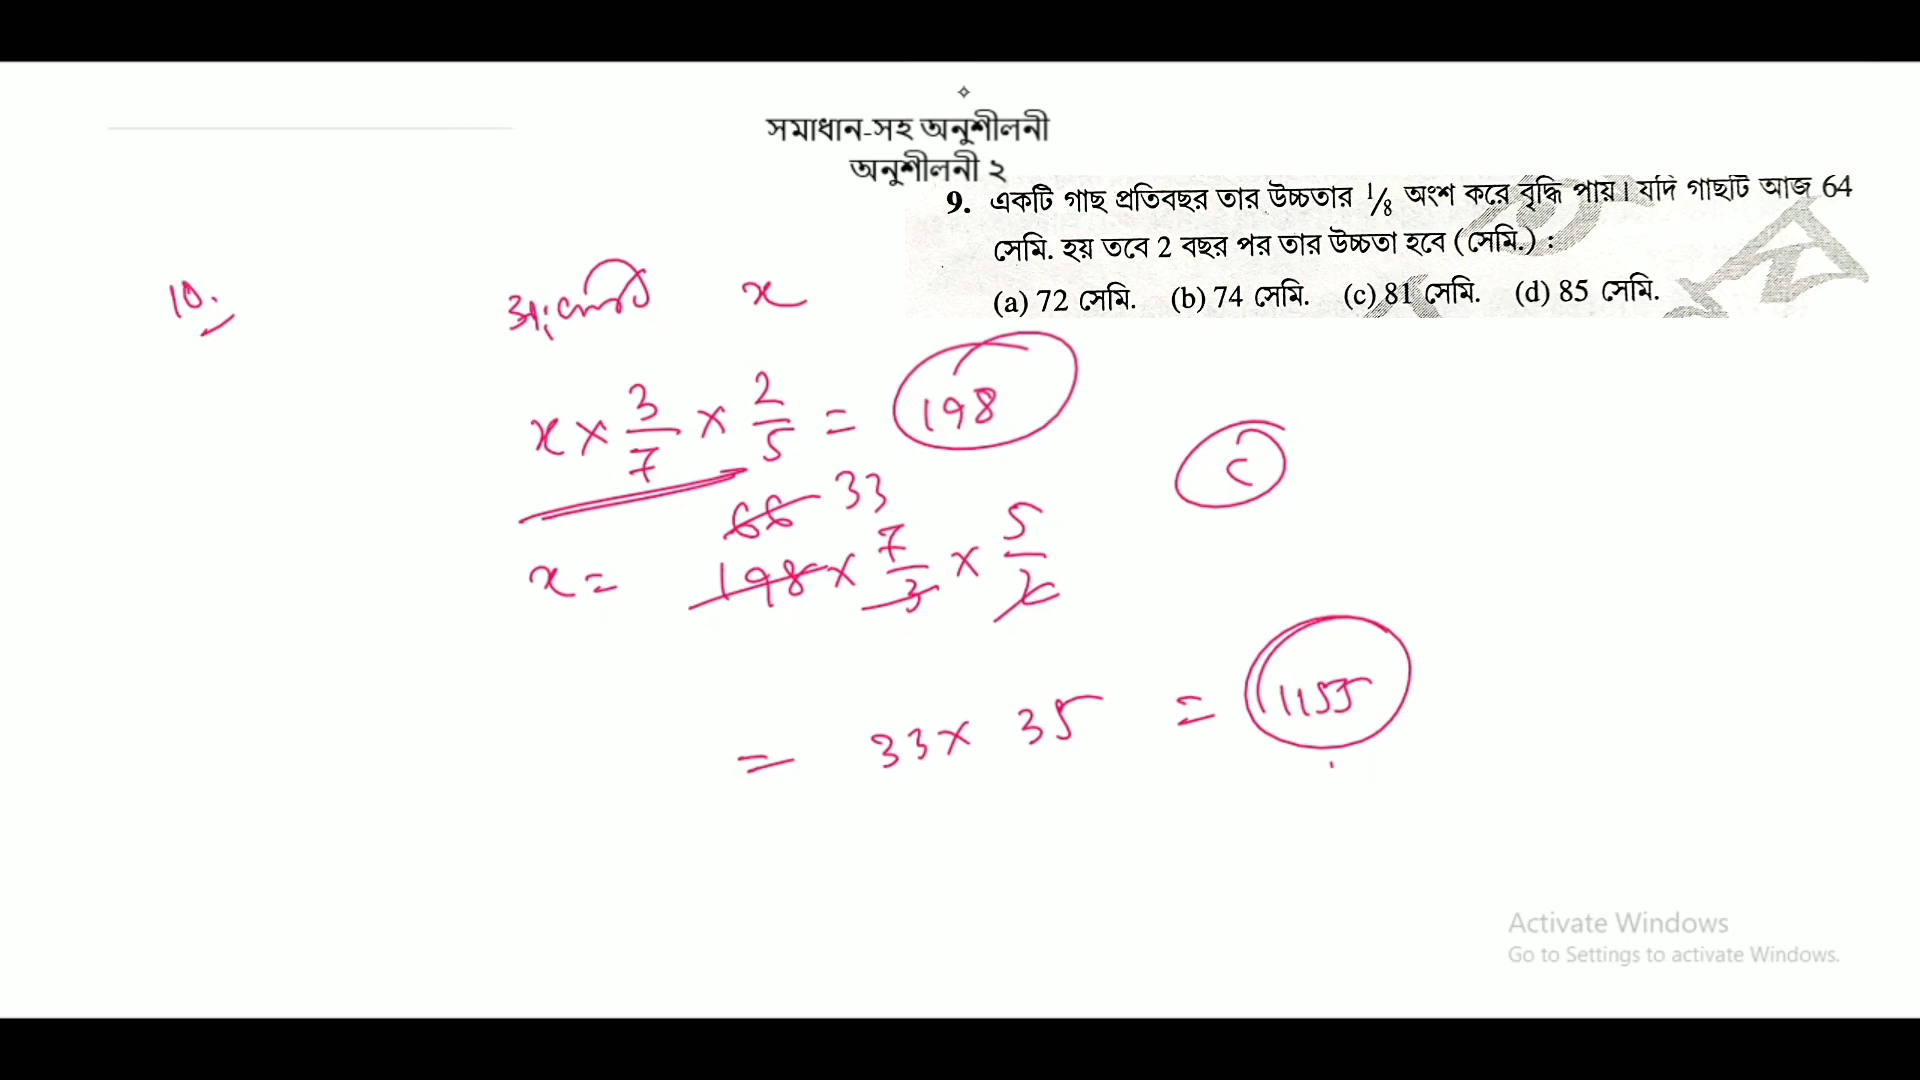 সমাধান-সহ অনুশীলনী
অনুশীলনী ২
9. একটি গাছ প্রতিবছর তার উচ্চতার 1/8 অংশ করে বৃদ্ধি পায়। যদি গাছটি আজ 64
সেমি. হয় তবে 2 বছর পর তার উচ্চতা হবে (সেমি.) :
(a) 72 সেমি. (b) 74 সেমি. (c) 81 সেমি. (d) 85 সেমি.
10. x
x × 3/7 × 2/5 = 198
C
66 33
x = 198 × 7/3 × 5/2
= 33 × 35 = 1155
Activate Windows
Go to Settings to activate Windows.